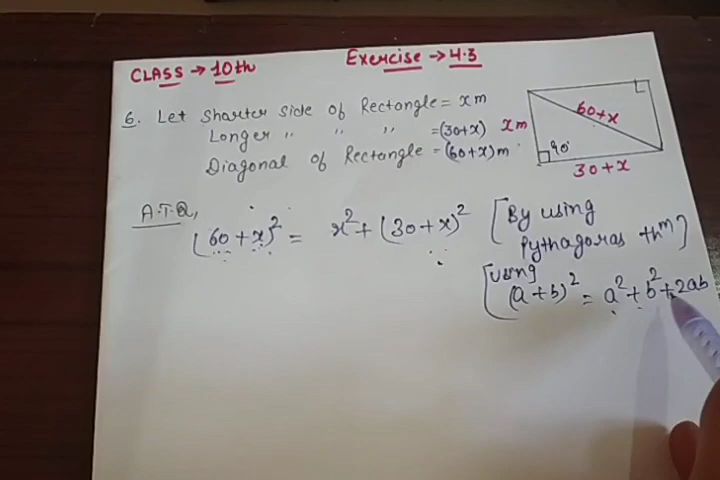 CLASS → 10th
Exercise → 4.3
6. Let Sharter side of Rectangle = x m
Longer " " " = (30+x)
Diagonal of Rectangle = (60+x)m
60+x
x m
90°
30+x
A.T.Q,
(60+x)² = x² + (30+x)² [By using
Pythagoras thm]
[using
(a+b)² = a² + b² + 2ab